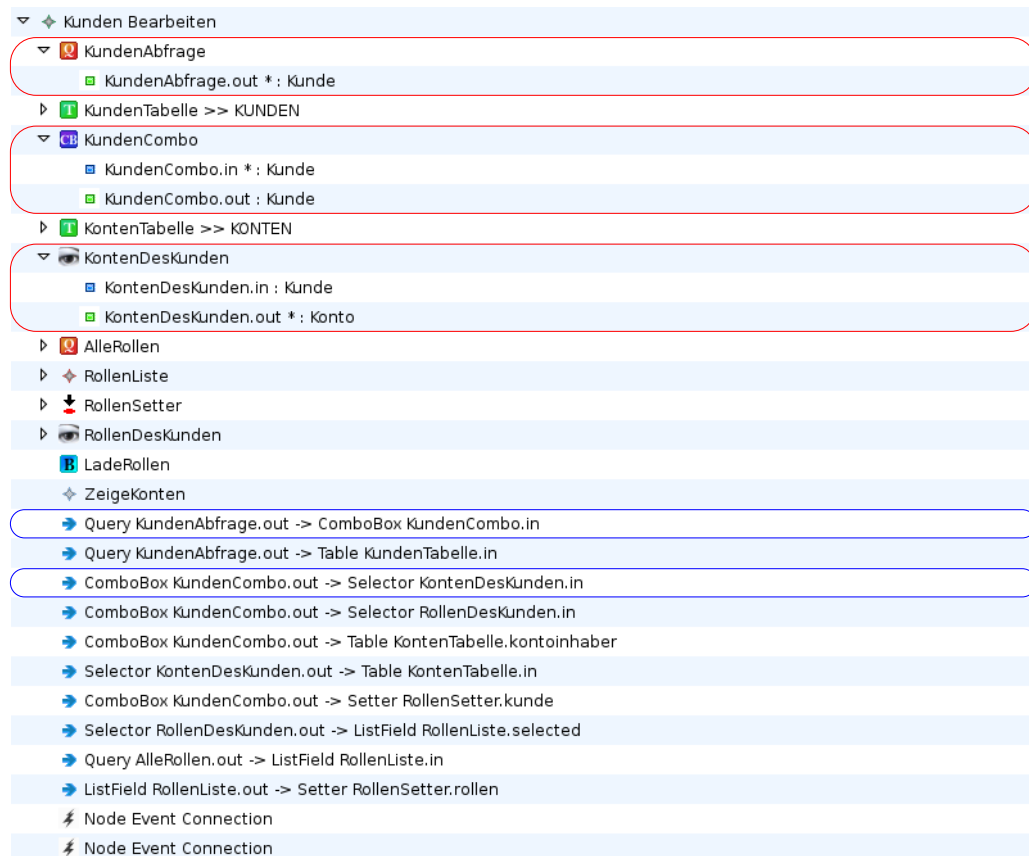 Kunden Bearbeiten
Q KundenAbfrage
KundenAbfrage.out * : Kunde
T KundenTabelle >> KUNDEN
CB KundenCombo
KundenCombo.in * : Kunde
KundenCombo.out : Kunde
T KontenTabelle >> KONTEN
KontenDesKunden
KontenDesKunden.in : Kunde
KontenDesKunden.out * : Konto
Q AlleRollen
RollenListe
RollenSetter
RollenDesKunden
B LadeRollen
ZeigeKonten
Query KundenAbfrage.out -> ComboBox KundenCombo.in
Query KundenAbfrage.out -> Table KundenTabelle.in
ComboBox KundenCombo.out -> Selector KontenDesKunden.in
ComboBox KundenCombo.out -> Selector RollenDesKunden.in
ComboBox KundenCombo.out -> Table KontenTabelle.kontoinhaber
Selector KontenDesKunden.out -> Table KontenTabelle.in
ComboBox KundenCombo.out -> Setter RollenSetter.kunde
Selector RollenDesKunden.out -> ListField RollenListe.selected
Query AlleRollen.out -> ListField RollenListe.in
ListField RollenListe.out -> Setter RollenSetter.rollen
Node Event Connection
Node Event Connection